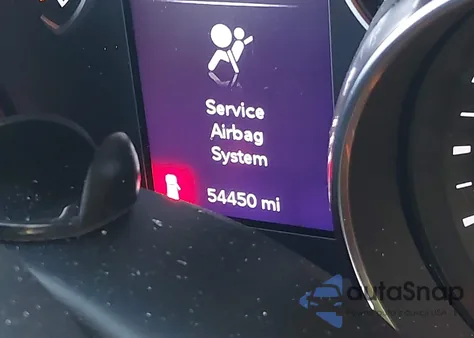 Service
Airbag
System
54450 mi
autoSnap